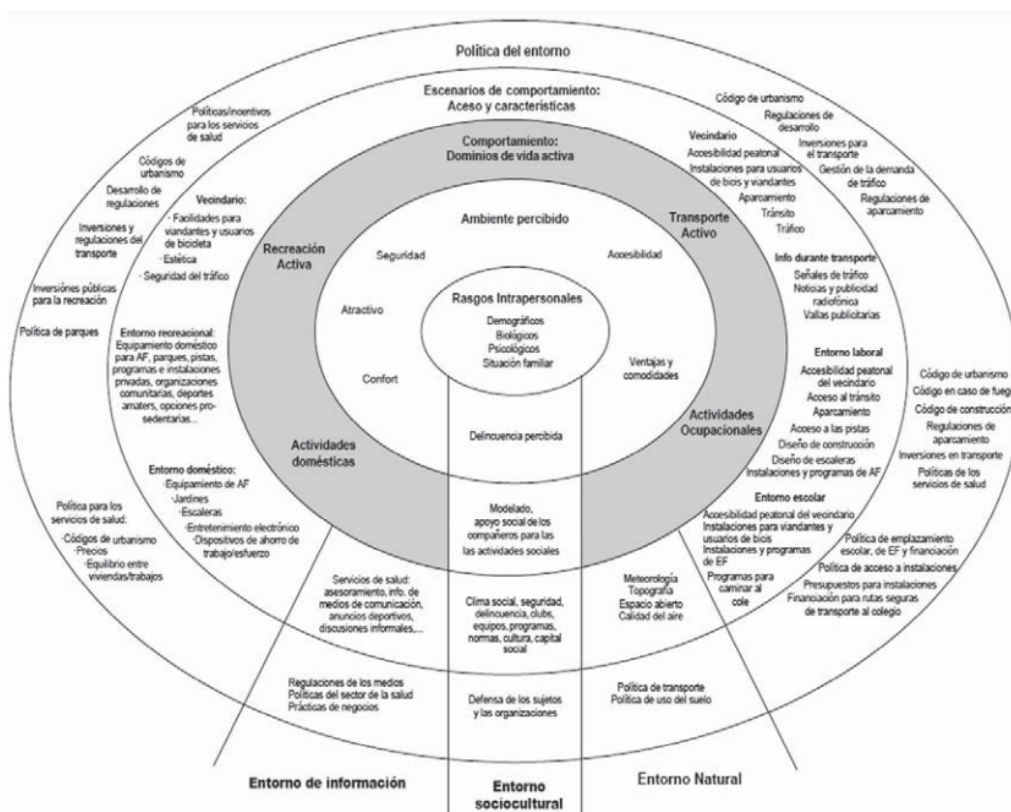 Política del entorno
Escenarios de comportamiento:
Aceso y características
Comportamiento:
Dominios de vida activa
Ambiente percibido
Seguridad
Accesibilidad
Atractivo
Confort
Ventajas y
comodidades
Delincuencia percibida
Rasgos Intrapersonales
Demográficos
Biológicos
Psicológicos
Situación familiar
Recreación
Activa
Transporte
Activo
Actividades
domésticas
Actividades
Ocupacionales
Políticas/incentivos
para los servicios
de salud
Códigos de
urbanismo
Desarrollo de
regulaciones
Inversiones y
regulaciones del
transporte
Inversiónes públicas
para la recreación
Política de parques
Vecindario:
· Facilidades para
viandantes y usuarios
de bicicleta
· Estética
· Seguridad del tráfico
Entorno recreacional:
Equipamiento doméstico
para AF, parques, pistas,
programas e instalaciones
privadas, organizaciones
comunitarias, deportes
amaters, opciones pro-
sedentarias...
Entorno doméstico:
·Equipamiento de AF
·Jardines
·Escaleras
·Entretenimiento electrónico
·Dispositivos de ahorro de
trabajo/esfuerzo
Política para los
servicios de salud:
·Códigos de urbanismo
·Precios
·Equilibrio entre
viviendas/trabajos
Código de urbanismo
Regulaciones de
desarrollo
Inversiones para
el transporte
Gestión de la demanda
de tráfico
Regulaciones de
aparcamiento
Vecindario
Accesibilidad peatonal
Instalaciones para usuarios
de bicis y viandantes
Aparcamiento
Tránsito
Tráfico
Info durante transporte
Señales de tráfico
Noticias y publicidad
radiofónica
Vallas publicitarias
Entorno laboral
Accesibilidad peatonal
del vecindario
Acceso al tránsito
Aparcamiento
Acceso a las pistas
Diseño de construcción
Diseño de escaleras
Instalaciones y programas de AF
Código de urbanismo
Código en caso de fuego
Código de construcción
Regulaciones de
aparcamiento
Inversiones en transporte
Políticas de los
servicios de salud
Entorno escolar
Accesibilidad peatonal del vecindario
Instalaciones para viandantes y
usuarios de bicis
Instalaciones y programas
de EF
Programas para
caminar al
cole
Política de emplazamiento
escolar, de EF y financiación
Política de acceso a instalaciones
Presupuestos para instalaciones
Financiación para rutas seguras
de transporte al colegio
Modelado,
apoyo social de los
compañeros para las
las actividades sociales
Servicios de salud:
asesoramiento, info. de
medios de comunicación,
anuncios deportivos,
discusiones informales,...
Clima social, seguridad,
delincuencia, clubs,
equipos, programas,
normas, cultura, capital
social
Meteorología
Topografía
Espacio abierto
Calidad del aire
Regulaciones de los medios
Políticas del sector de la salud
Prácticas de negocios
Defensa de los sujetos
y las organizaciones
Política de transporte
Política de uso del suelo
Entorno de información
Entorno
sociocultural
Entorno Natural